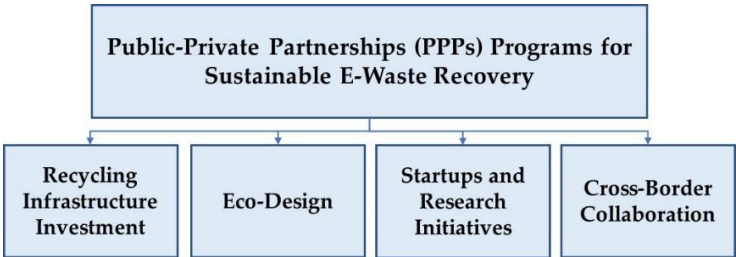 Public-Private Partnerships (PPPs) Programs for
Sustainable E-Waste Recovery
Recycling
Infrastructure
Investment
Eco-Design
Startups and
Research
Initiatives
Cross-Border
Collaboration